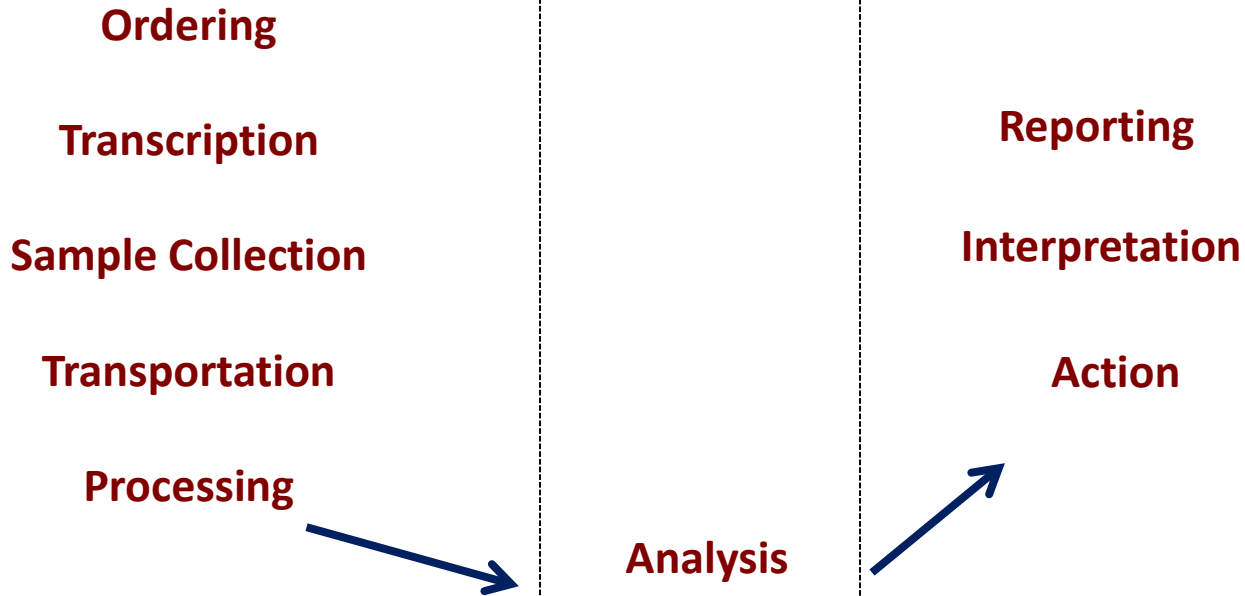 Ordering
Transcription
Sample Collection
Transportation
Processing
Analysis
Reporting
Interpretation
Action